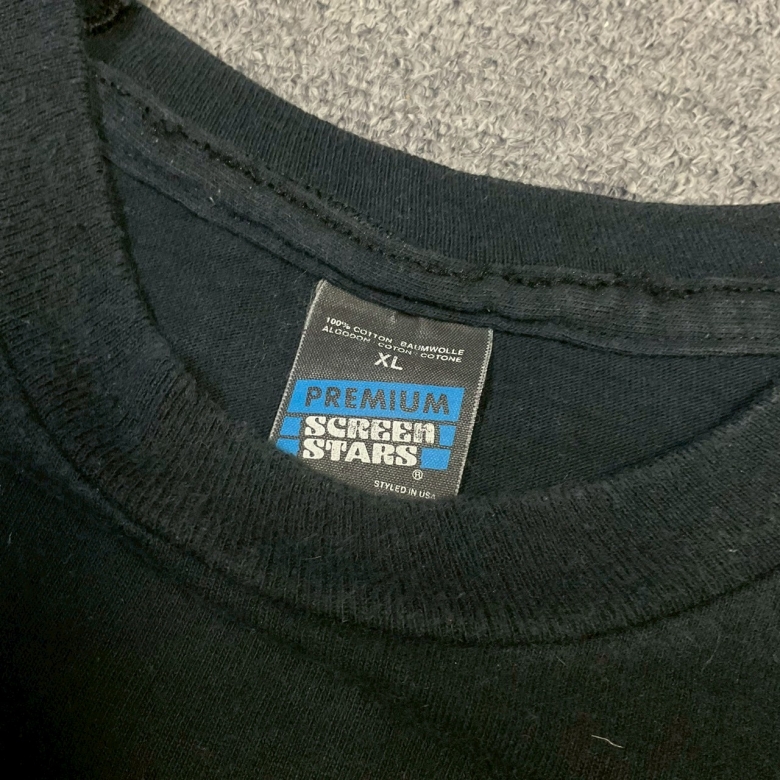 100% COTTON · BAUMWOLLE
ALGODON · COTON · COTONE
XL
PREMIUM
SCREEN
STARS®
STYLED IN USA